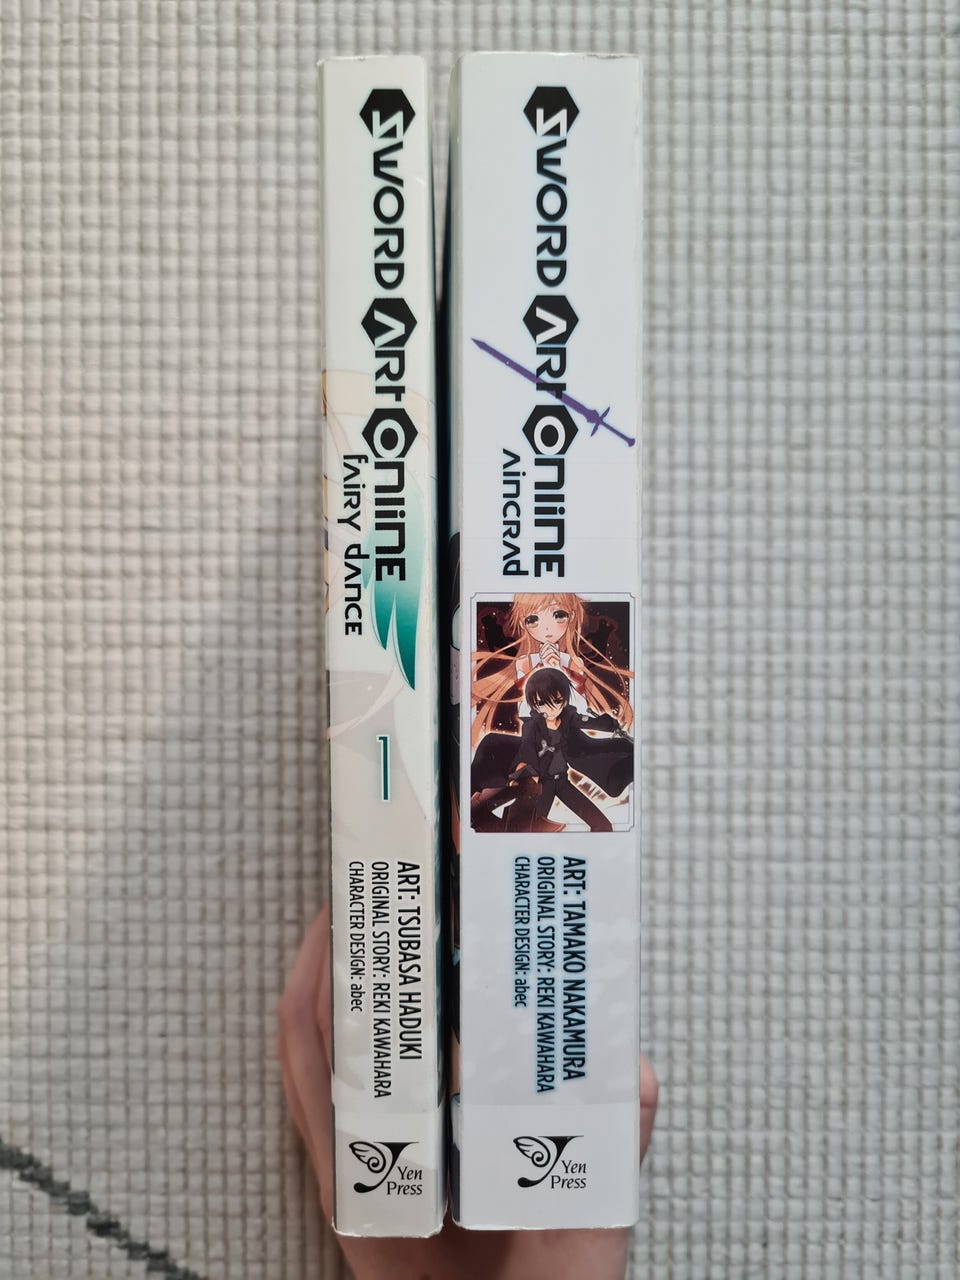 SWORD ART ONLINE
fairy dance
1
ART: TSUBASA HADUKI
ORIGINAL STORY: REKI KAWAHARA
CHARACTER DESIGN: abec
Yen
Press
SWORD ART ONLINE
aincrad
ART: TAMAKO NAKAMURA
ORIGINAL STORY: REKI KAWAHARA
CHARACTER DESIGN: abec
Yen
Press